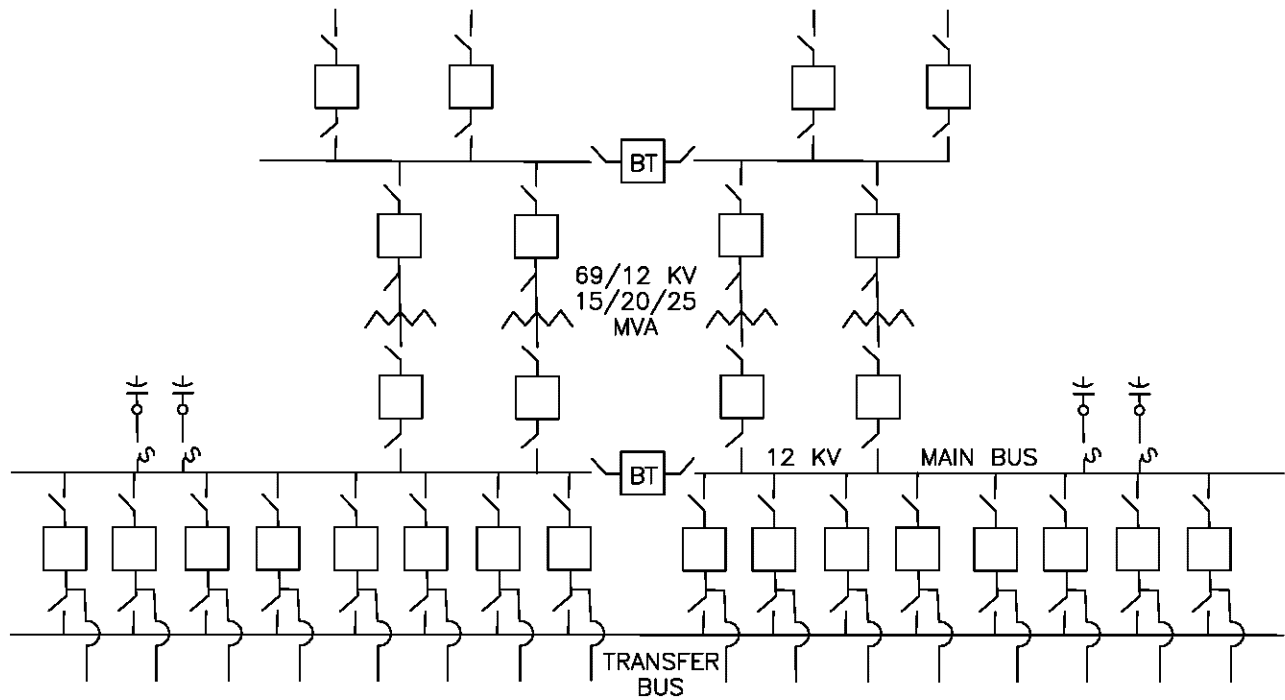 BT
69/12 KV
15/20/25
MVA
12 KV MAIN BUS
BT
TRANSFER
BUS